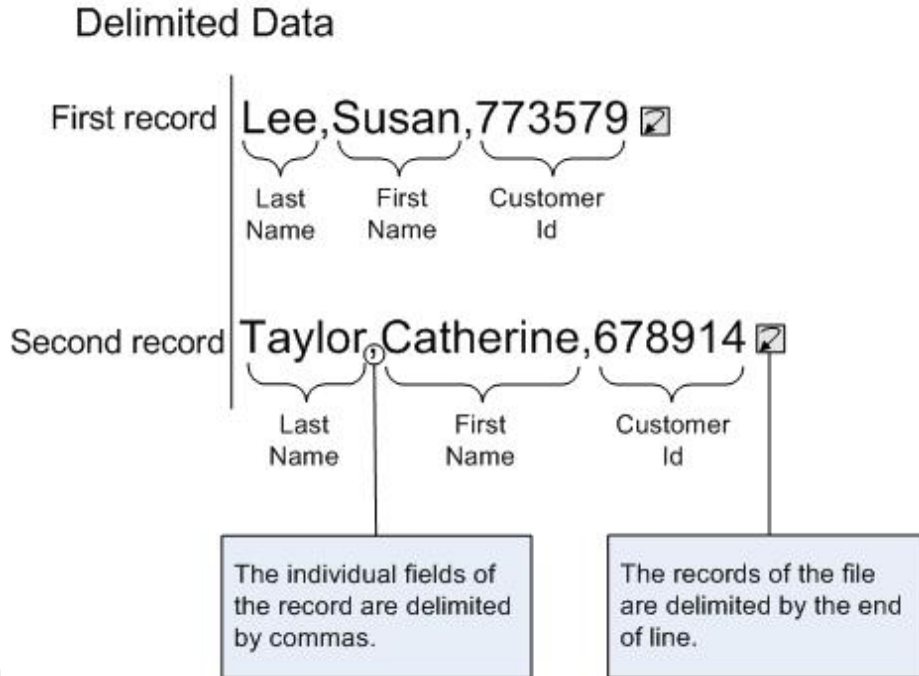 Delimited Data
First record Lee,Susan,773579
Last Name First Name Customer Id
Second record Taylor,Catherine,678914
Last Name First Name Customer Id
The individual fields of
the record are delimited
by commas.
The records of the file
are delimited by the end
of line.